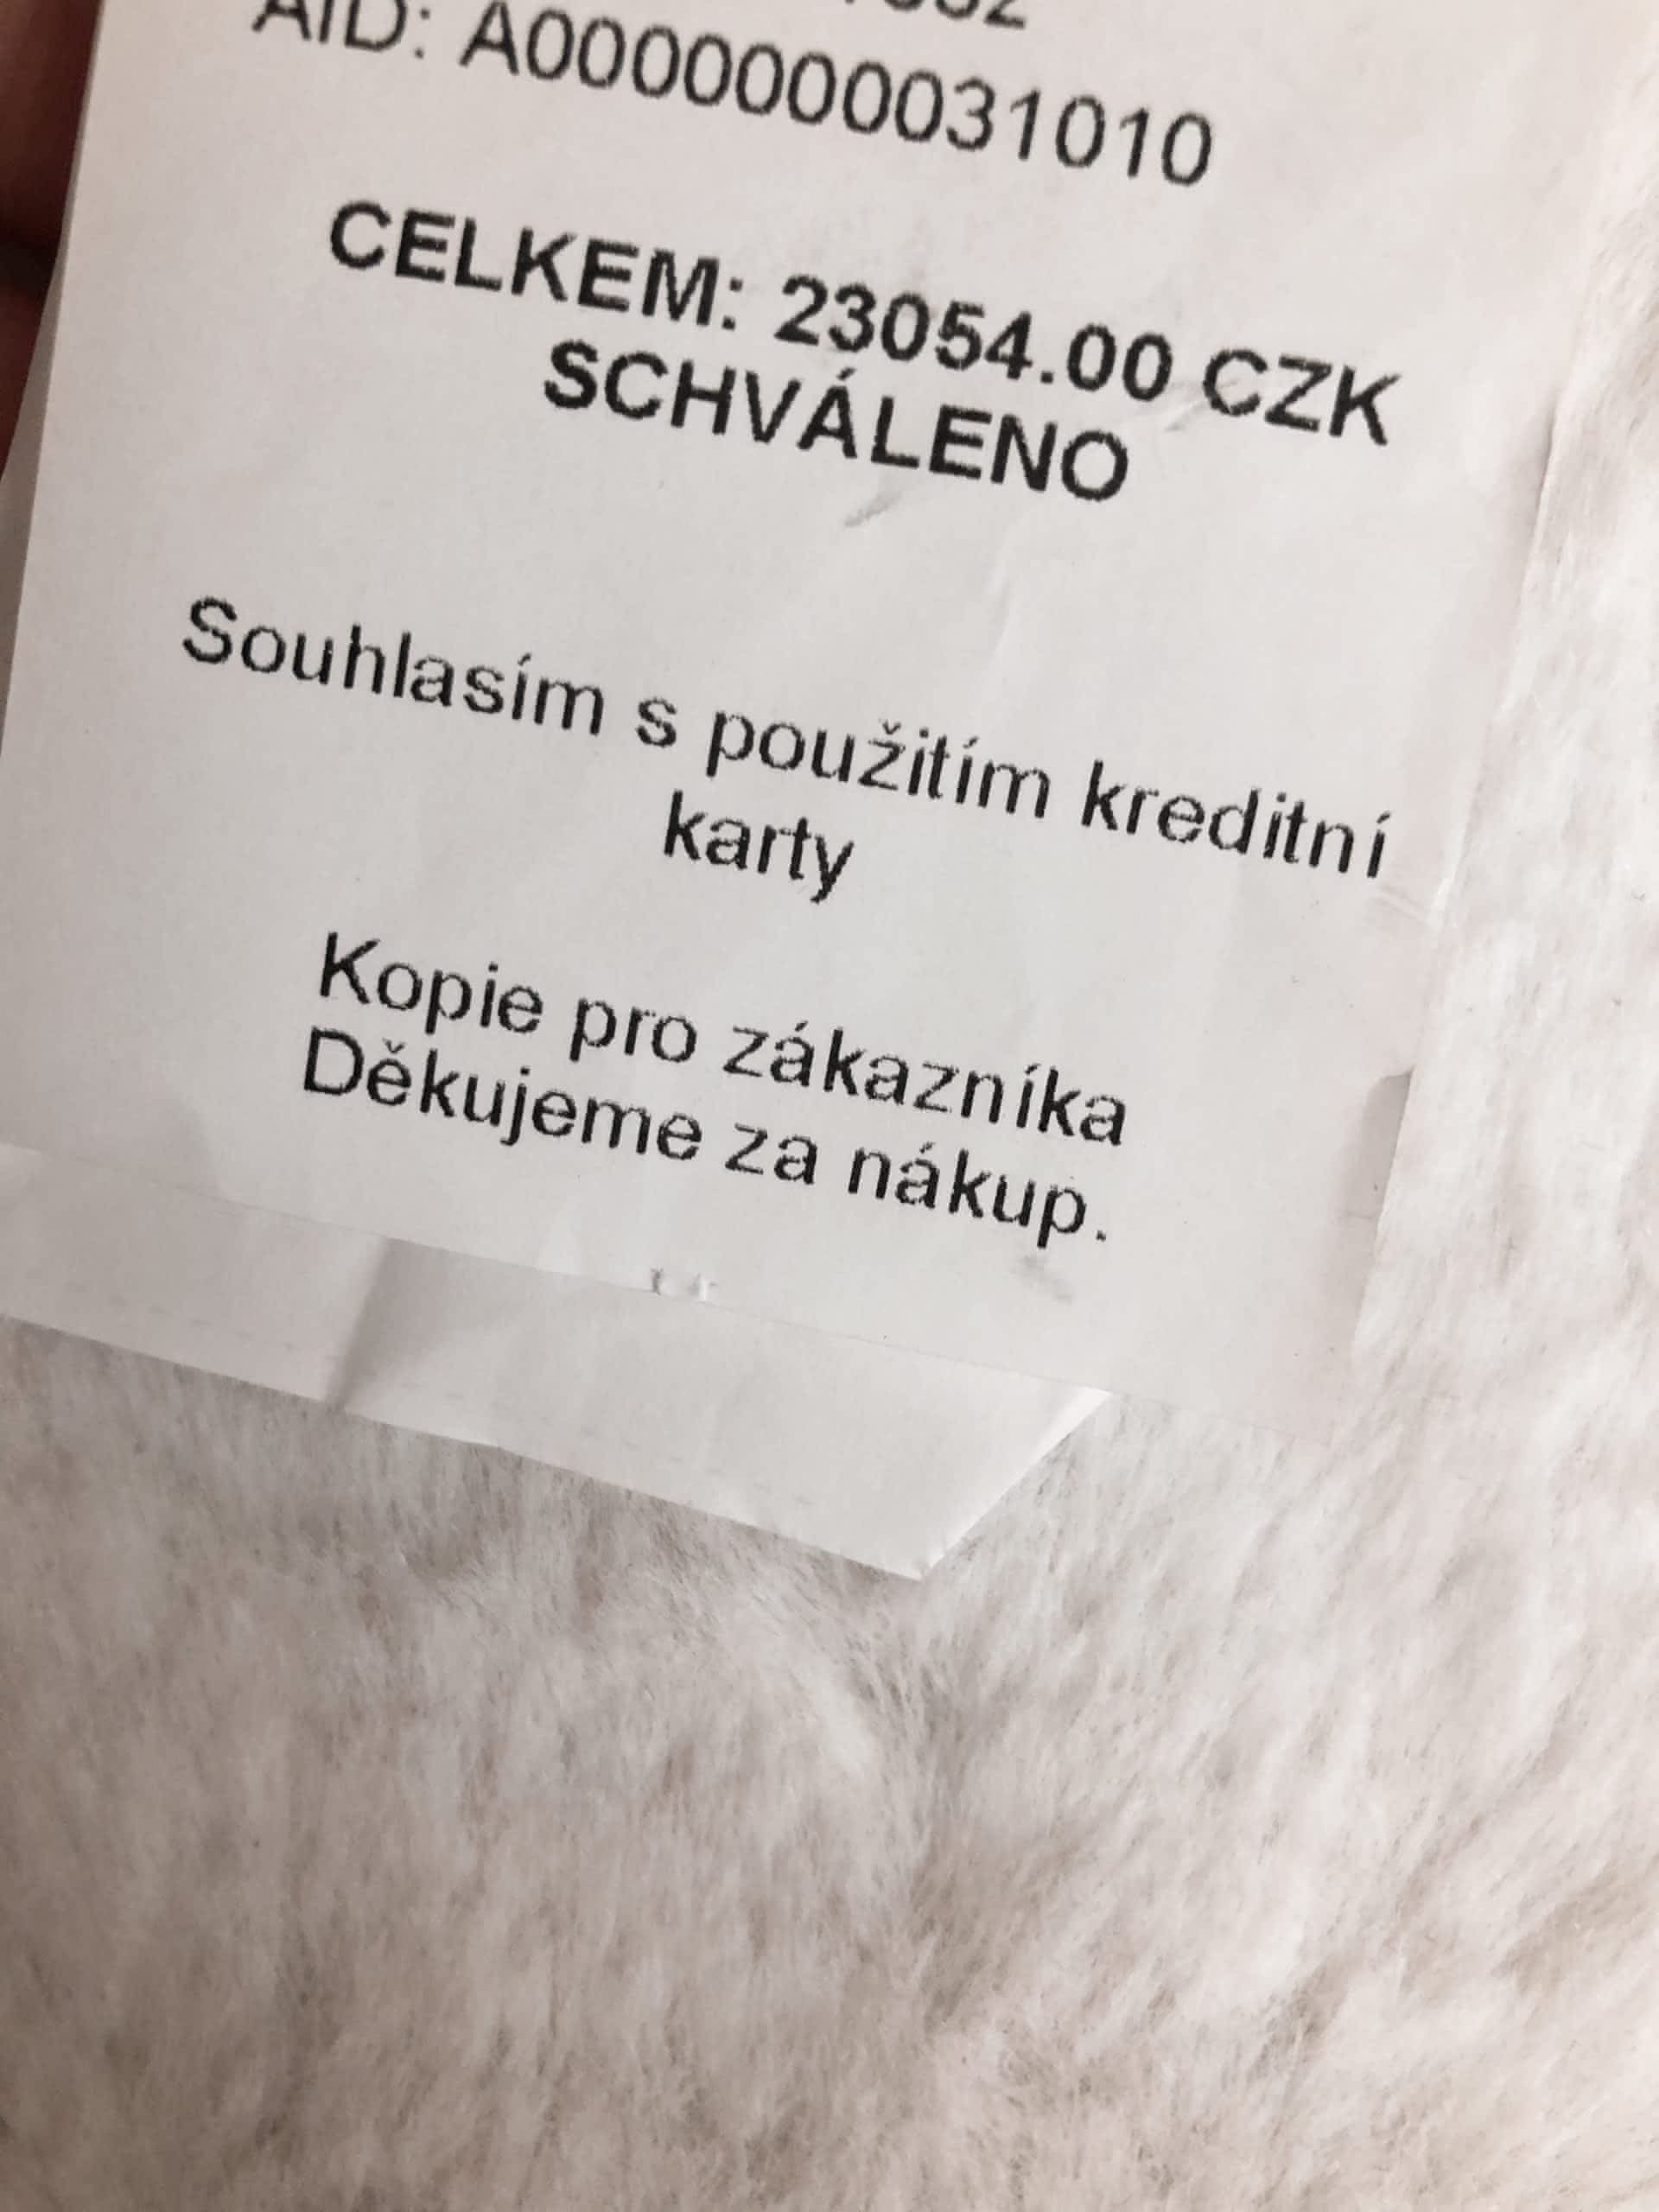 AID: A0000000031010
CELKEM: 23054.00 CZK
SCHVÁLENO
Souhlasím s použitím kreditní
karty
Kopie pro zákazníka
Děkujeme za nákup.